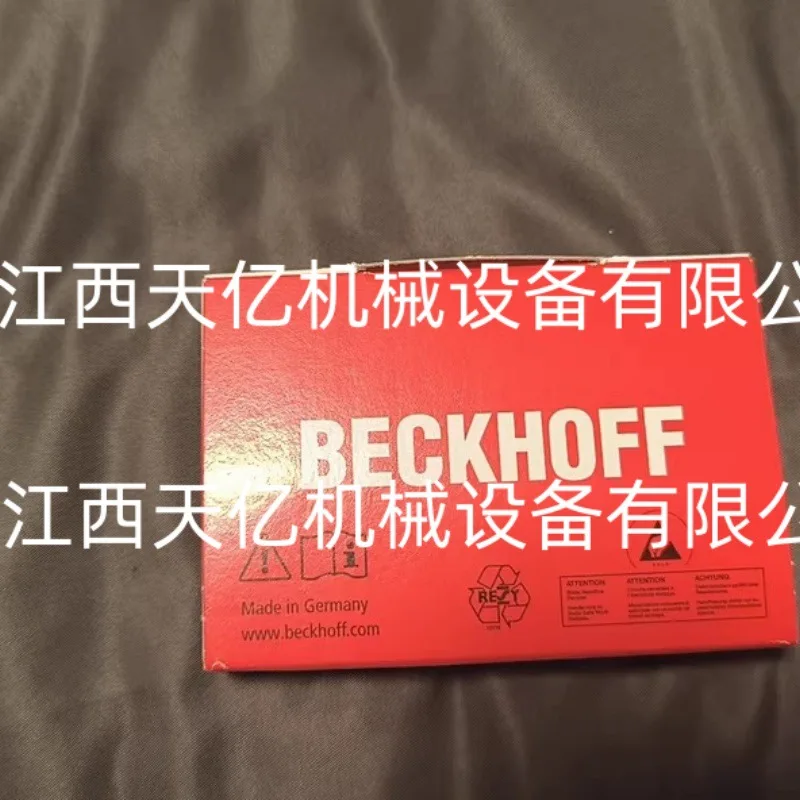 江西天亿机械设备有限公
BECKHOFF
江西天亿机械设备有限公
REZY
Made in Germany
www.beckhoff.com
ATTENTION ATTENTION ACHTUNG